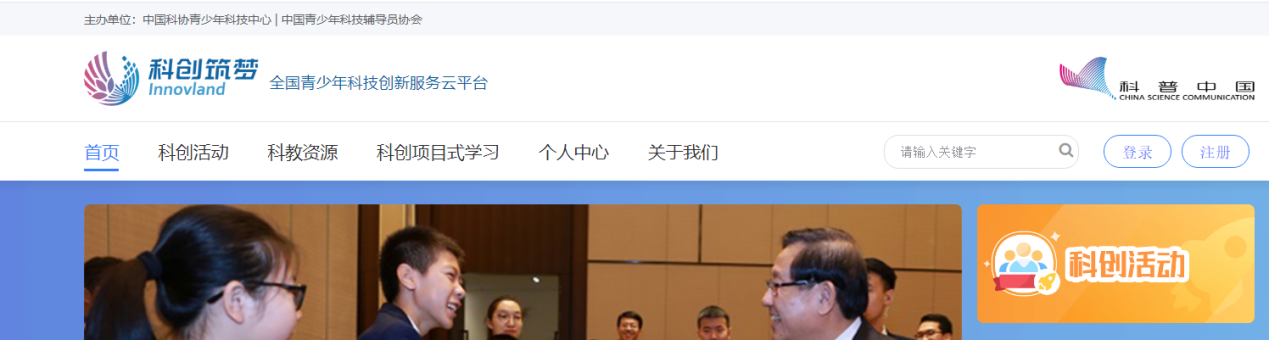 主办单位：中国科协青少年科技中心 | 中国青少年科技辅导员协会
科创筑梦
Innovland
全国青少年科技创新服务云平台
科普中国
CHINA SCIENCE COMMUNICATION
首页 科创活动 科教资源 科创项目式学习 个人中心 关于我们 请输入关键字 登录 注册
科创活动